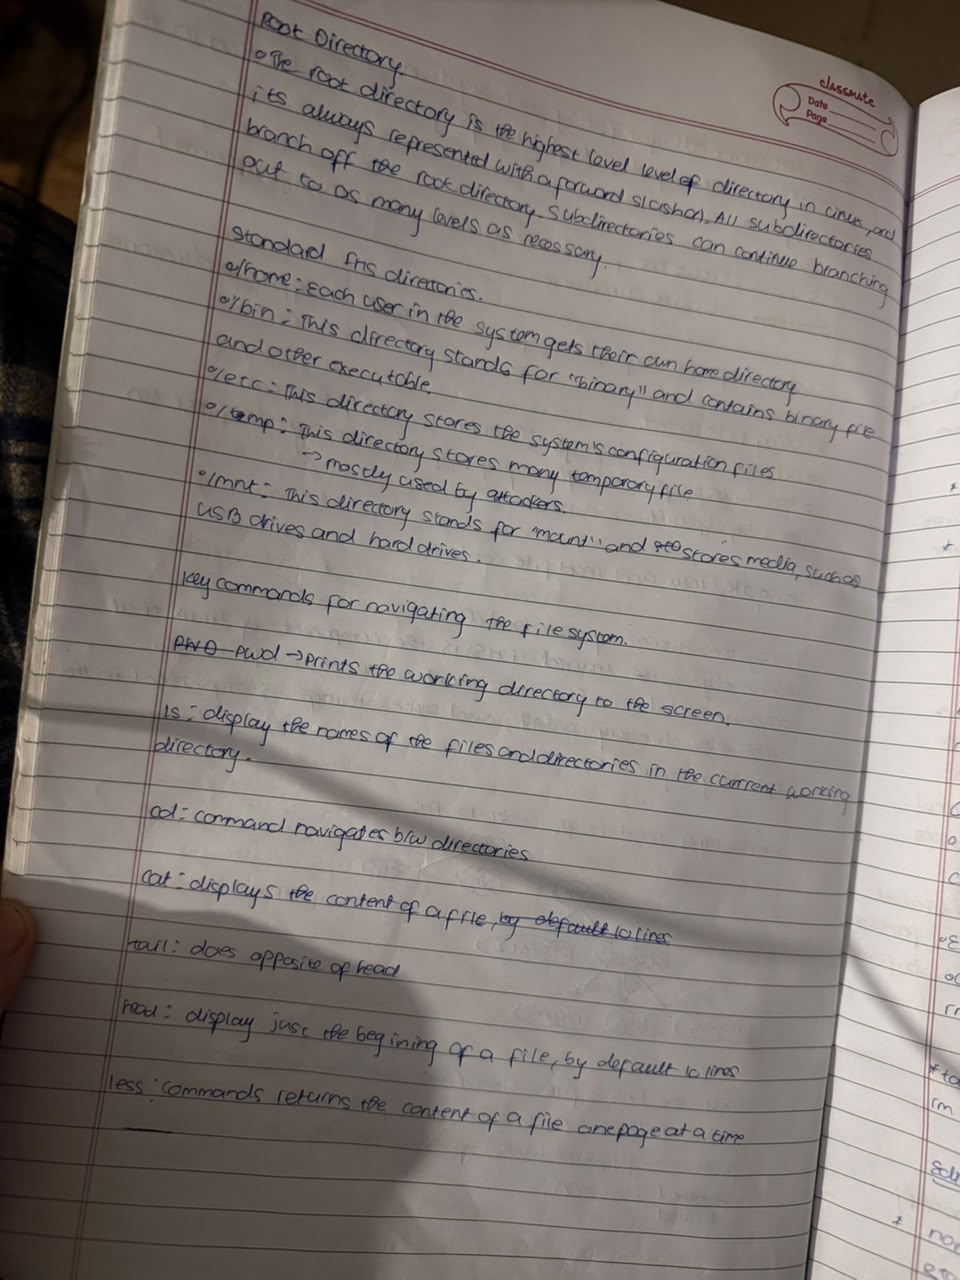 Root Directory.
classmate
Date
Page
o The root directory is the highest level level of directory in linux, and
its always represented with a forward slash(/). All subdirectories
branch off the root directory. Subdirectories can continue branching
out to as many levels as necessary.
Standard FHS directories.
o/home: Each user in the system gets their own home directory
o/bin: This directory stands for "binary" and contains binary file
and other executable.
o/etc: This directory stores the system's configuration files
o/temp: This directory stores many temporary file.
→ mostly used by attackers.
o/mnt: This directory stands for "mount" and sto stores media, such as
USB drives and hard drives.
key commands for navigating the file system.
PWD pwd → prints the working directory to the screen.
ls: display the names of the files and directories in the current working
directory.
cd: command navigates b/w directories
cat: displays the content of a file, by default 10 lines
tail: does opposite of head
head: display just the begining of a file, by default 10 lines
less: commands returns the content of a file one page at a time